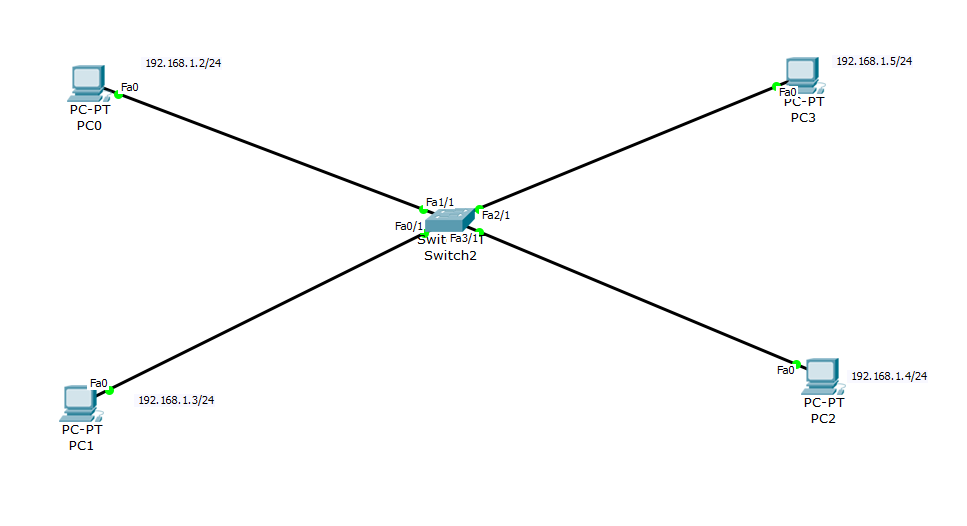 192.168.1.2/24
Fa0
PC-PT
PC0
192.168.1.5/24
Fa0
PC-PT
PC3
Fa1/1
Fa2/1
Fa0/1
Fa3/1
Swit
Switch2
Fa0
192.168.1.3/24
PC-PT
PC1
Fa0
192.168.1.4/24
PC-PT
PC2